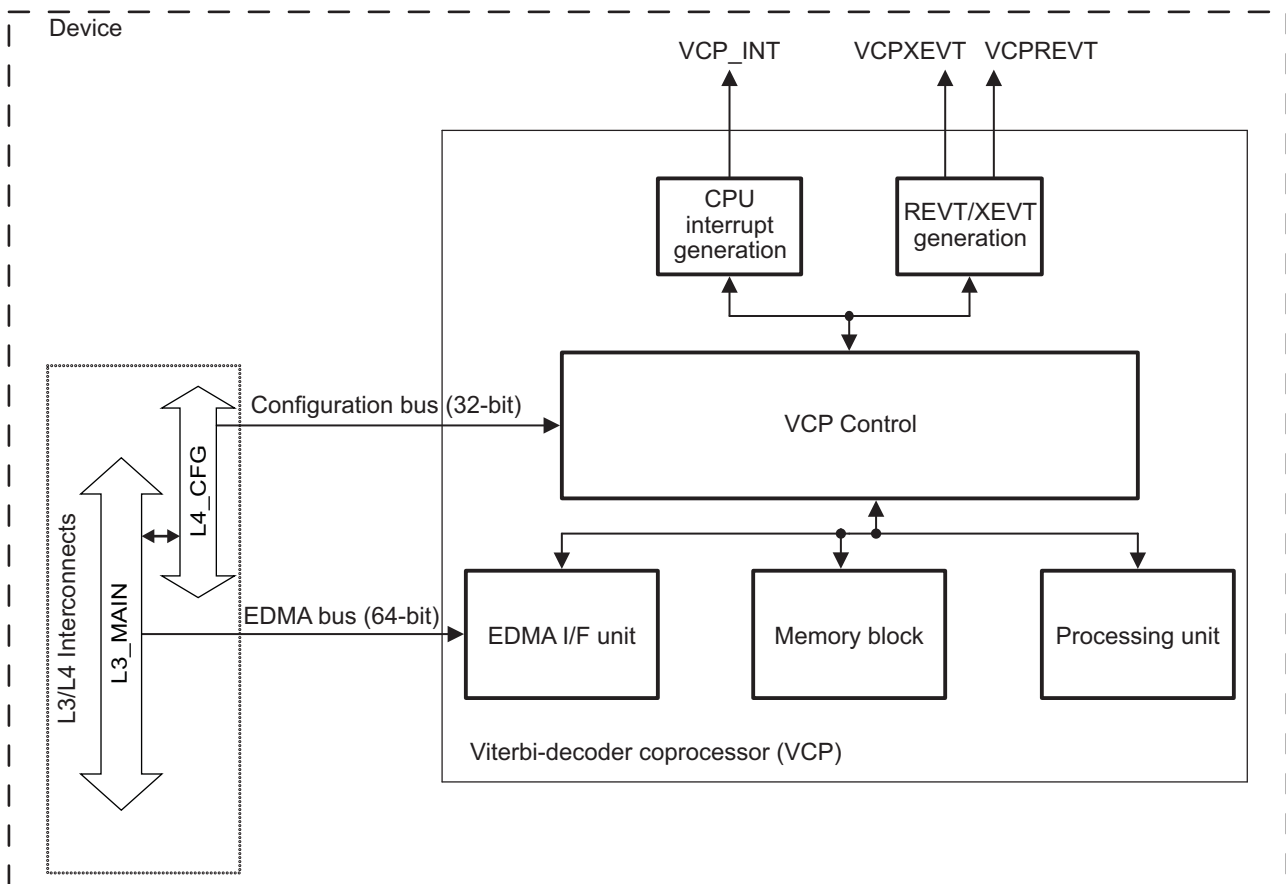 Device
VCP_INT
VCPXEVT
VCPREVT
CPU
interrupt
generation
REVT/XEVT
generation
Configuration bus (32-bit)
VCP Control
L4_CFG
L3_MAIN
L3/L4 Interconnects
EDMA bus (64-bit)
EDMA I/F unit
Memory block
Processing unit
Viterbi-decoder coprocessor (VCP)